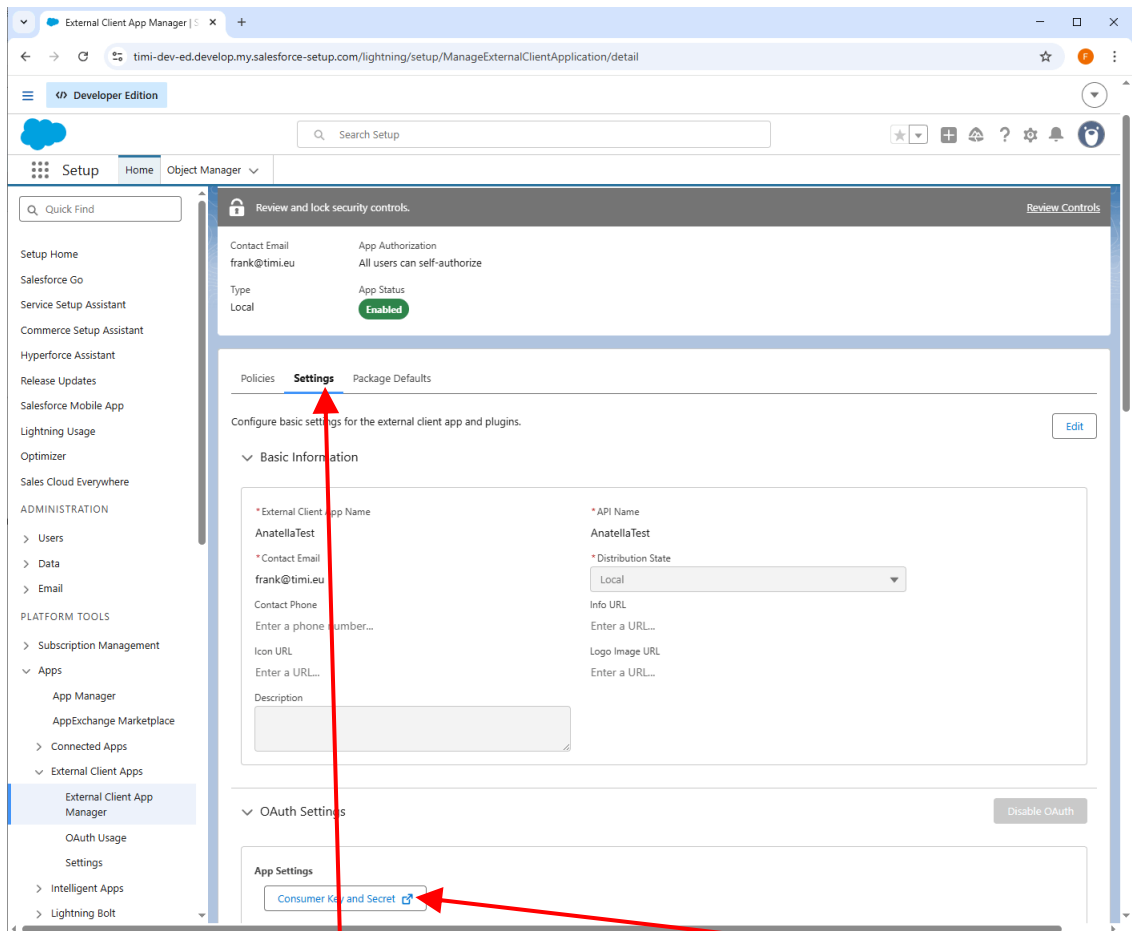 External Client App Manager | S
timi-dev-ed.develop.my.salesforce-setup.com/lightning/setup/ManageExternalClientApplication/detail
F
</> Developer Edition
Search Setup
Setup
Home
Object Manager
Quick Find
Setup Home
Salesforce Go
Service Setup Assistant
Commerce Setup Assistant
Hyperforce Assistant
Release Updates
Salesforce Mobile App
Lightning Usage
Optimizer
Sales Cloud Everywhere
ADMINISTRATION
Users
Data
Email
PLATFORM TOOLS
Subscription Management
Apps
App Manager
AppExchange Marketplace
Connected Apps
External Client Apps
External Client App
Manager
OAuth Usage
Settings
Intelligent Apps
Lightning Bolt
Review and lock security controls.
Review Controls
Contact Email
App Authorization
frank@timi.eu
All users can self-authorize
Type
App Status
Local
Enabled
Policies
Settings
Package Defaults
Configure basic settings for the external client app and plugins.
Edit
Basic Information
*External Client App Name
*API Name
AnatellaTest
AnatellaTest
*Contact Email
*Distribution State
frank@timi.eu
Local
Contact Phone
Info URL
Enter a phone number...
Enter a URL...
Icon URL
Logo Image URL
Enter a URL...
Enter a URL...
Description
OAuth Settings
Disable OAuth
App Settings
Consumer Key and Secret